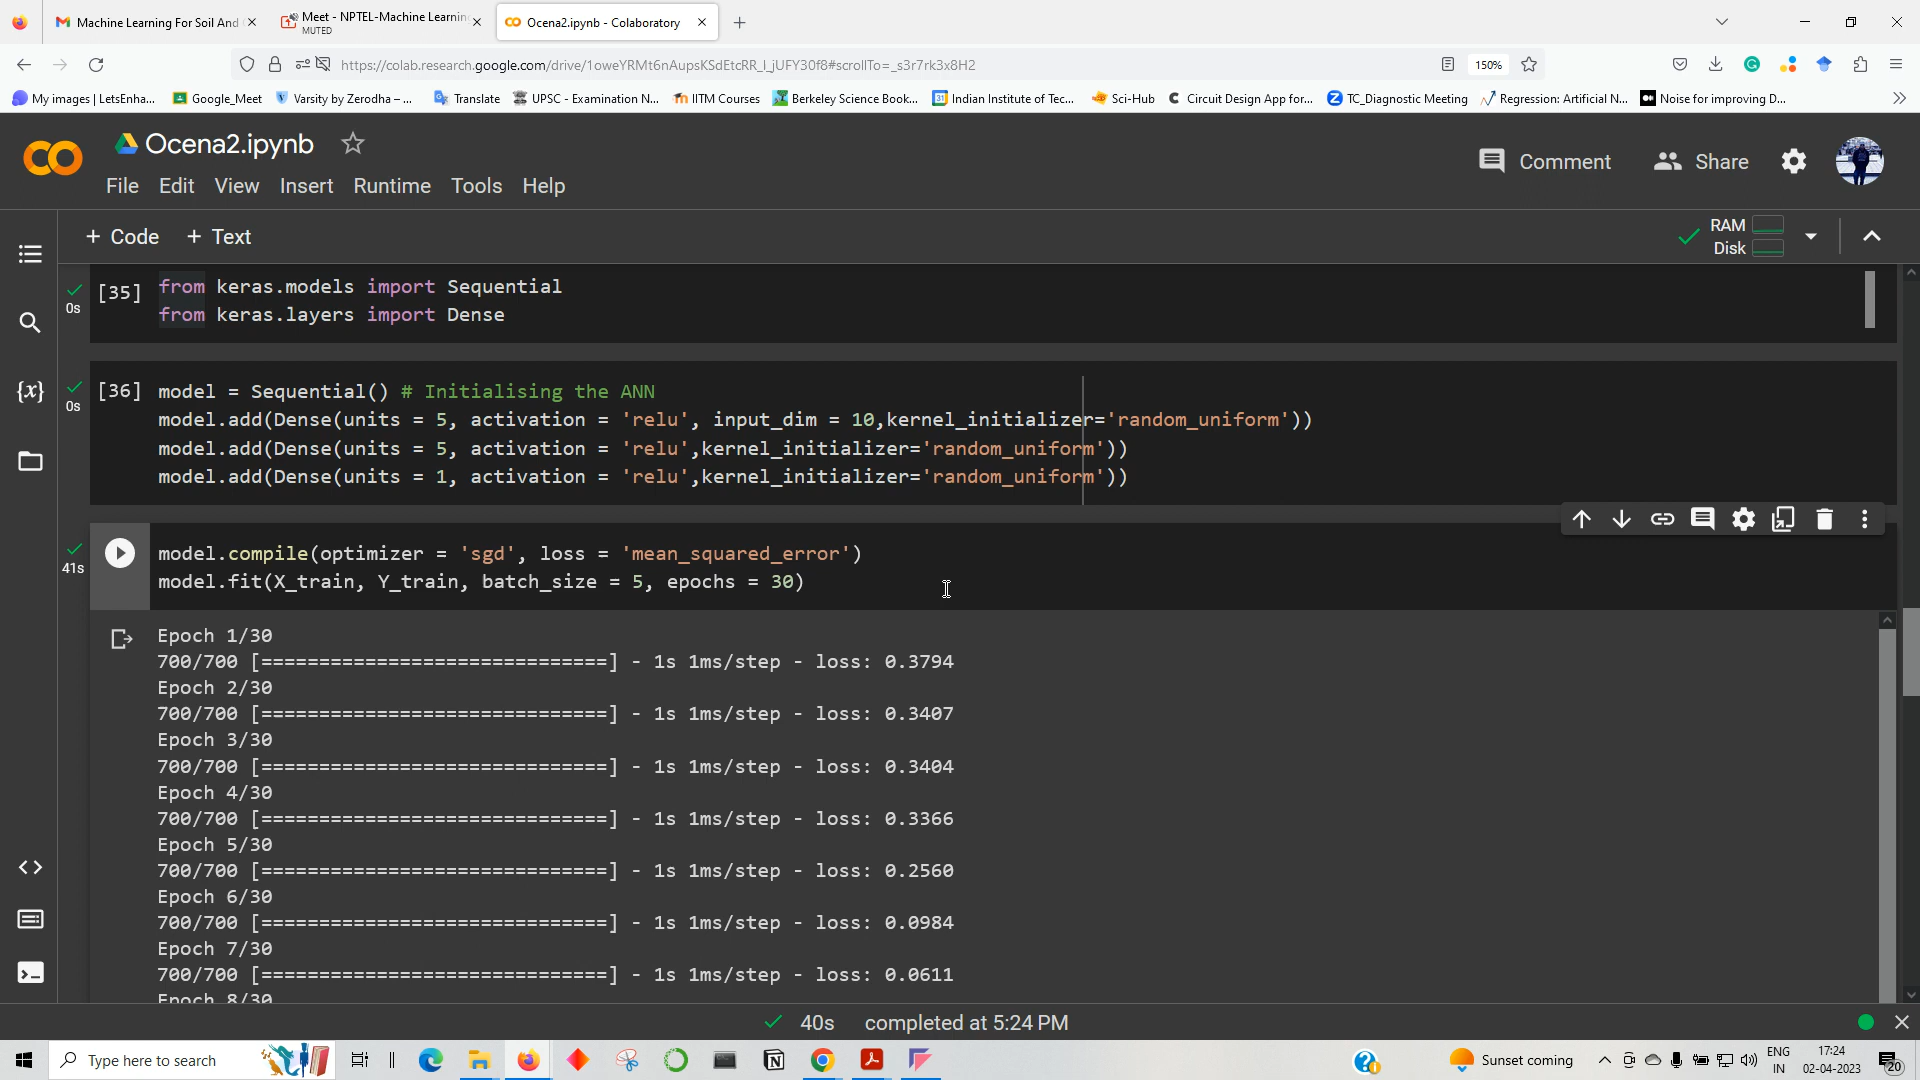 Machine Learning For Soil And
Meet - NPTEL-Machine Learning
MUTED
Ocena2.ipynb - Colaboratory
https://colab.research.google.com/drive/1oweYRMt6nAupsKSdEtcRR_I_jUFY30f8#scrollTo=_s3r7rk3x8H2
150%
My images | LetsEnha...
Google_Meet
Varsity by Zerodha – ...
Translate
UPSC - Examination N...
IITM Courses
Berkeley Science Book...
Indian Institute of Tec...
Sci-Hub
Circuit Design App for...
TC_Diagnostic Meeting
Regression: Artificial N...
Noise for improving D...
Ocena2.ipynb
Comment
Share
File Edit View Insert Runtime Tools Help
+ Code + Text
RAM
Disk
[35] from keras.models import Sequential
0s
from keras.layers import Dense
[36] model = Sequential() # Initialising the ANN
0s
model.add(Dense(units = 5, activation = 'relu', input_dim = 10,kernel_initializer='random_uniform'))
model.add(Dense(units = 5, activation = 'relu',kernel_initializer='random_uniform'))
model.add(Dense(units = 1, activation = 'relu',kernel_initializer='random_uniform'))
model.compile(optimizer = 'sgd', loss = 'mean_squared_error')
41s
model.fit(X_train, Y_train, batch_size = 5, epochs = 30)
Epoch 1/30
700/700 [==============================] - 1s 1ms/step - loss: 0.3794
Epoch 2/30
700/700 [==============================] - 1s 1ms/step - loss: 0.3407
Epoch 3/30
700/700 [==============================] - 1s 1ms/step - loss: 0.3404
Epoch 4/30
700/700 [==============================] - 1s 1ms/step - loss: 0.3366
Epoch 5/30
700/700 [==============================] - 1s 1ms/step - loss: 0.2560
Epoch 6/30
700/700 [==============================] - 1s 1ms/step - loss: 0.0984
Epoch 7/30
700/700 [==============================] - 1s 1ms/step - loss: 0.0611
Epoch 8/30
40s completed at 5:24 PM
Type here to search
Sunset coming
ENG
IN
17:24
02-04-2023
20